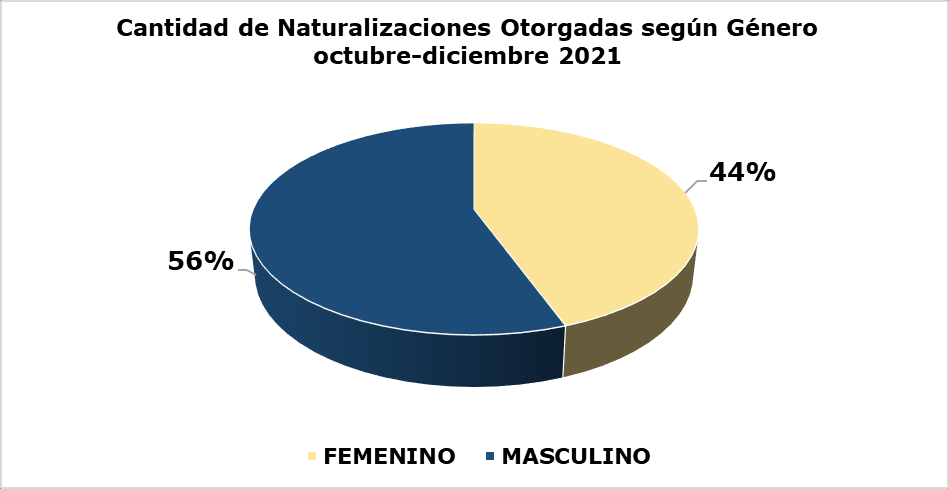 Cantidad de Naturalizaciones Otorgadas según Género
octubre-diciembre 2021
44%
56%
FEMENINO
MASCULINO